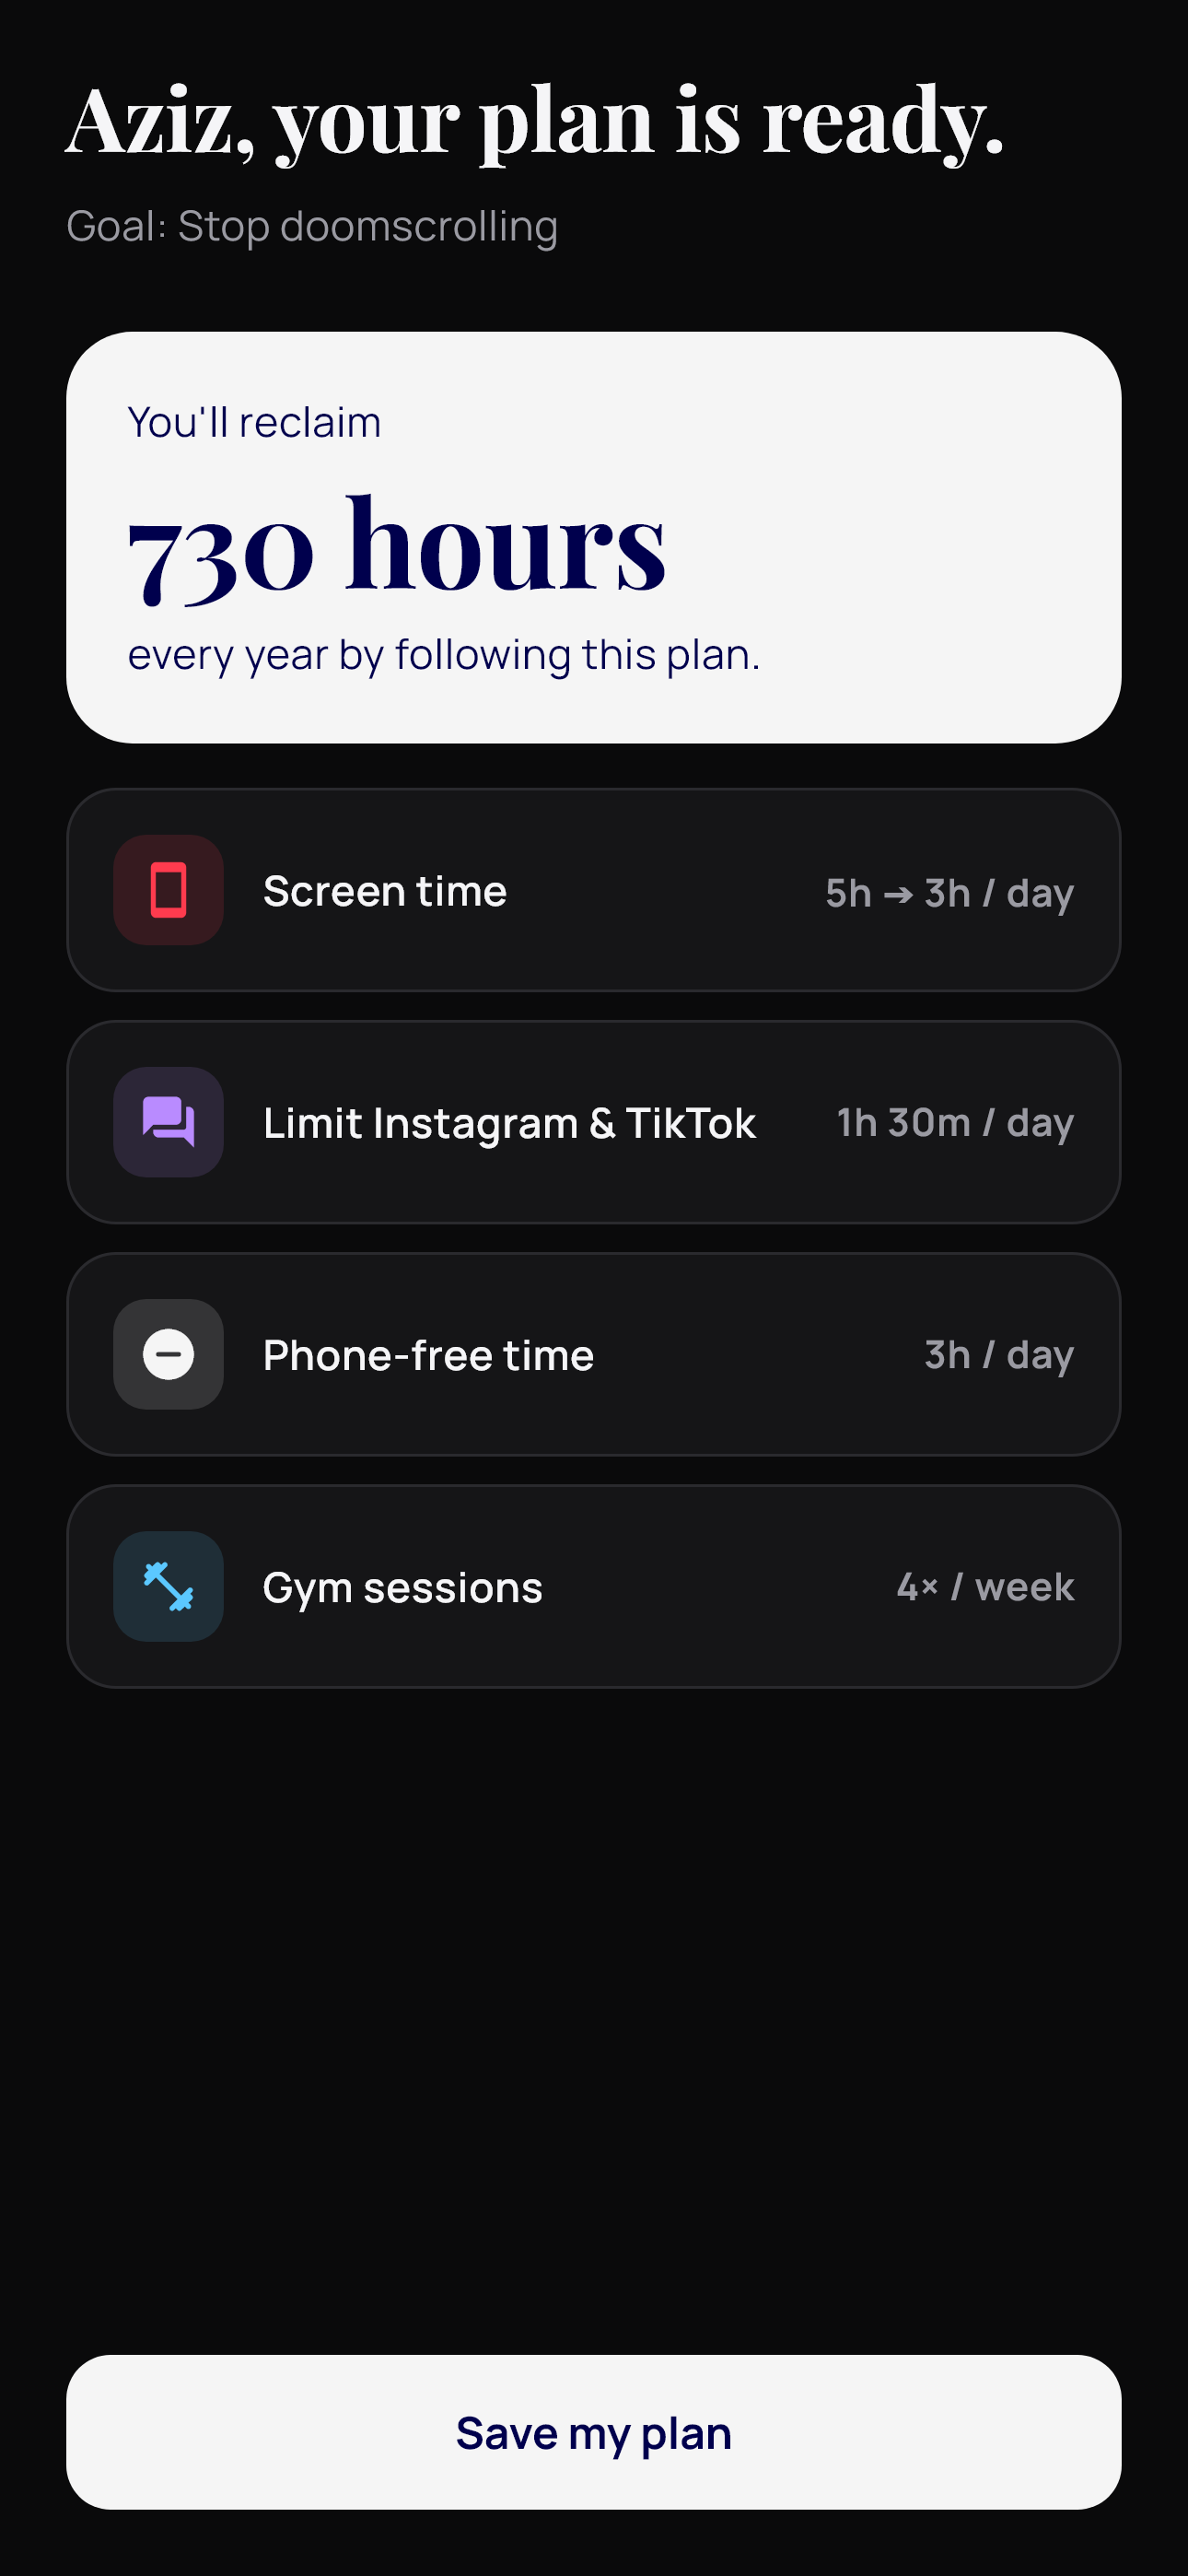 Aziz, your plan is ready.
Goal: Stop doomscrolling
You'll reclaim
730 hours
every year by following this plan.
Screen time 5h → 3h / day
Limit Instagram & TikTok 1h 30m / day
Phone-free time 3h / day
Gym sessions 4× / week
Save my plan